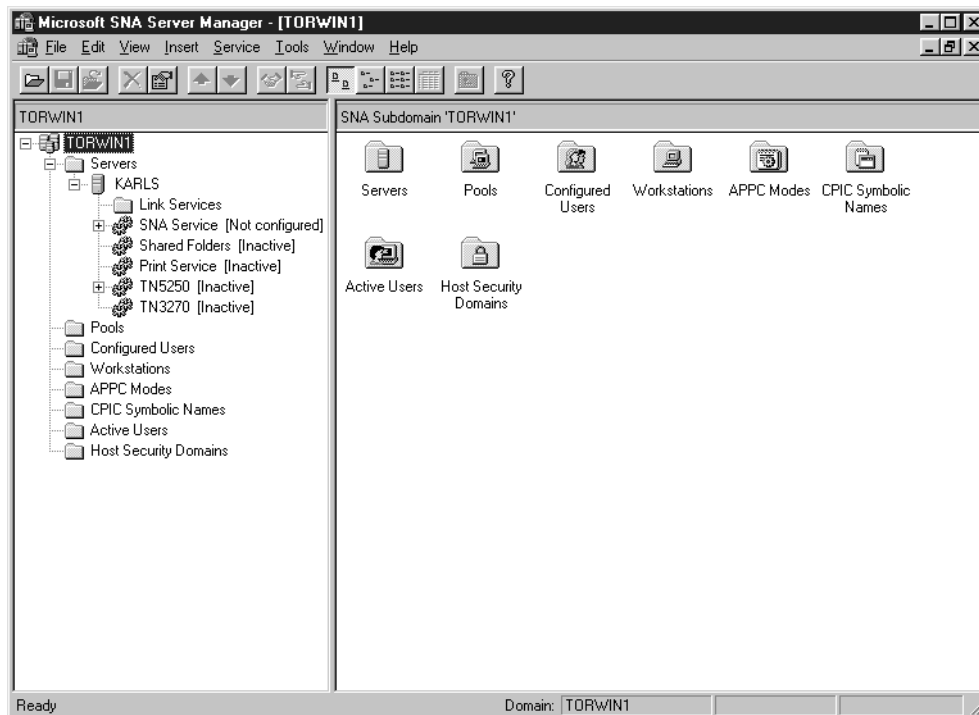 Microsoft SNA Server Manager - [TORWIN1]
File Edit View Insert Service Tools Window Help
TORWIN1
SNA Subdomain 'TORWIN1'
TORWIN1
Servers
KARLS
Link Services
SNA Service [Not configured]
Shared Folders [Inactive]
Print Service [Inactive]
TN5250 [Inactive]
TN3270 [Inactive]
Pools
Configured Users
Workstations
APPC Modes
CPIC Symbolic Names
Active Users
Host Security Domains
Servers
Pools
Configured
Users
Workstations
APPC Modes
CPIC Symbolic
Names
Active Users
Host Security
Domains
Ready
Domain: TORWIN1